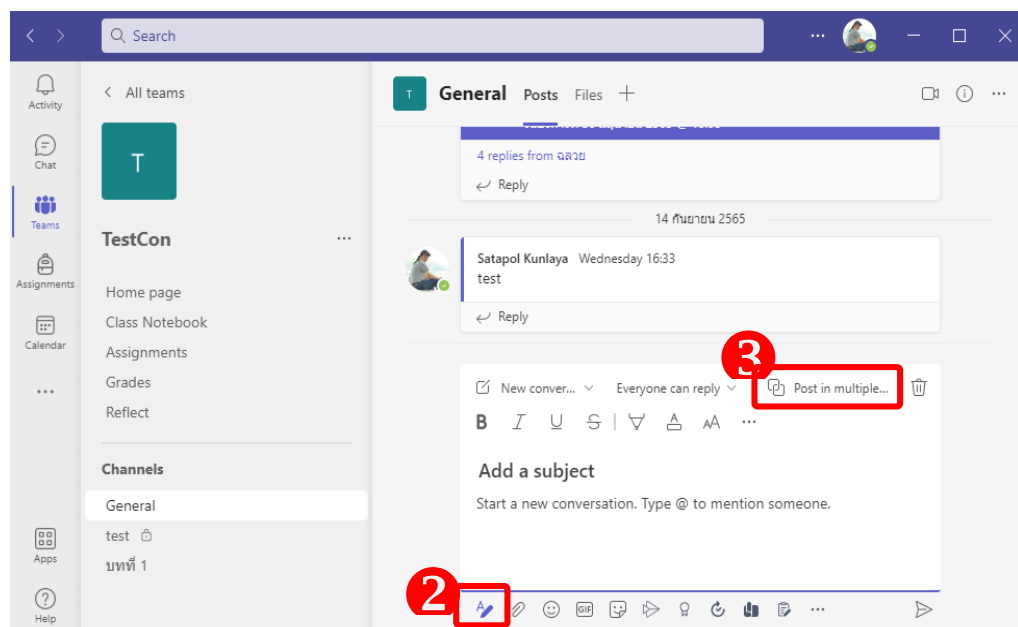 Search
Activity
Chat
Teams
Assignments
Calendar
Apps
Help
All teams
T
TestCon
Home page
Class Notebook
Assignments
Grades
Reflect
Channels
General
test
บทที่ 1
T
General Posts Files
4 replies from ฉลวย
Reply
14 กันยายน 2565
Satapol Kunlaya Wednesday 16:33
test
Reply
3
New conver... Everyone can reply Post in multiple...
B I U S A AA
Add a subject
Start a new conversation. Type @ to mention someone.
2
GIF